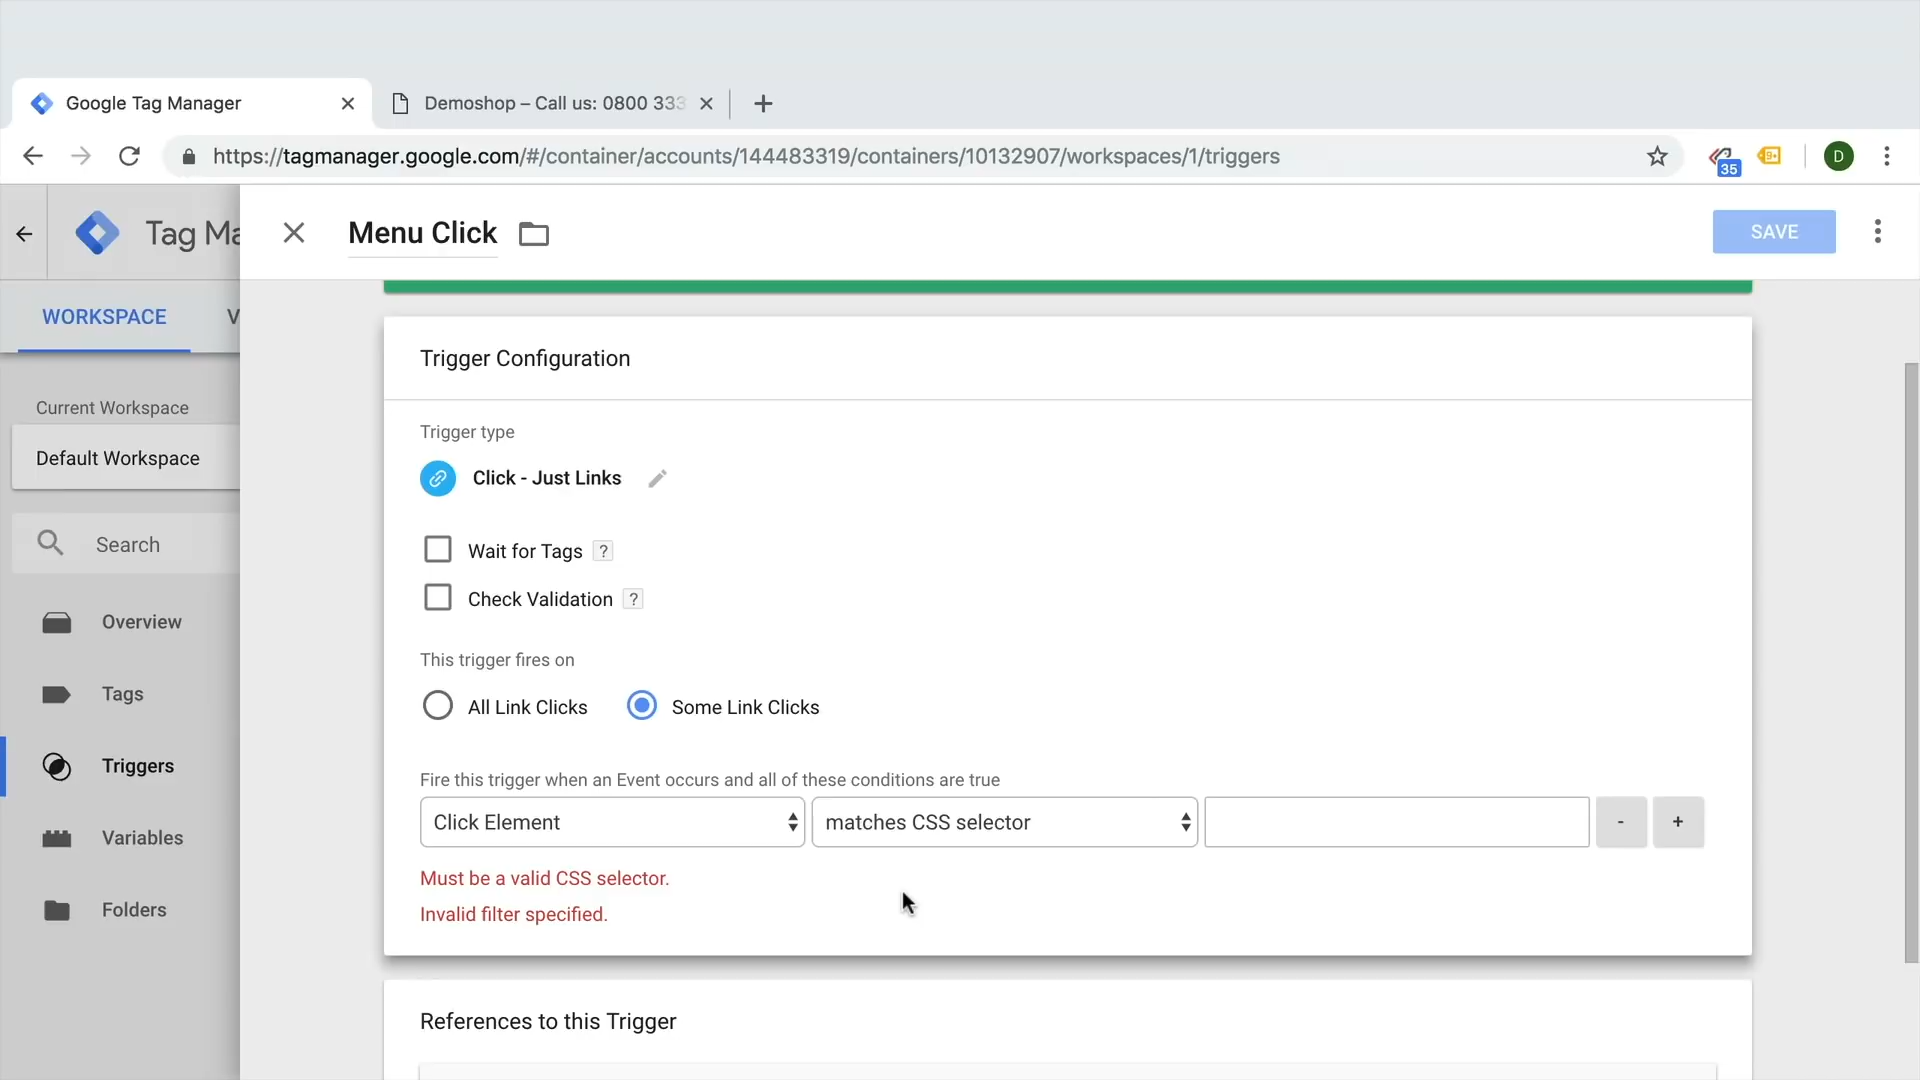 Google Tag Manager
Demoshop – Call us: 0800 333
https://tagmanager.google.com/#/container/accounts/144483319/containers/10132907/workspaces/1/triggers
35
9+
D
Tag Ma
Menu Click
SAVE
WORKSPACE
V
Current Workspace
Default Workspace
Search
Overview
Tags
Triggers
Variables
Folders
Trigger Configuration
Trigger type
Click - Just Links
Wait for Tags ?
Check Validation ?
This trigger fires on
All Link Clicks Some Link Clicks
Fire this trigger when an Event occurs and all of these conditions are true
Click Element matches CSS selector - +
Must be a valid CSS selector.
Invalid filter specified.
References to this Trigger